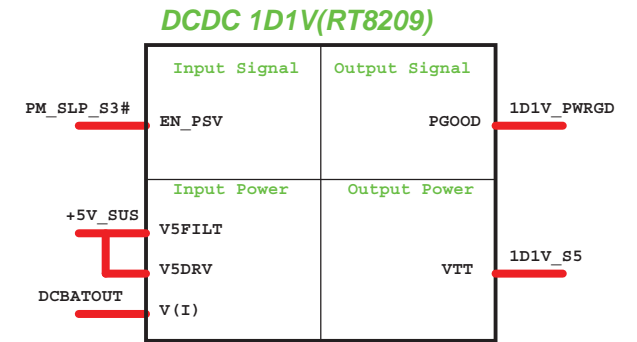 DCDC 1D1V(RT8209)
Input Signal Output Signal
PM_SLP_S3# EN_PSV PGOOD 1D1V_PWRGD
Input Power Output Power
+5V_SUS V5FILT
V5DRV VTT 1D1V_S5
DCBATOUT V(I)